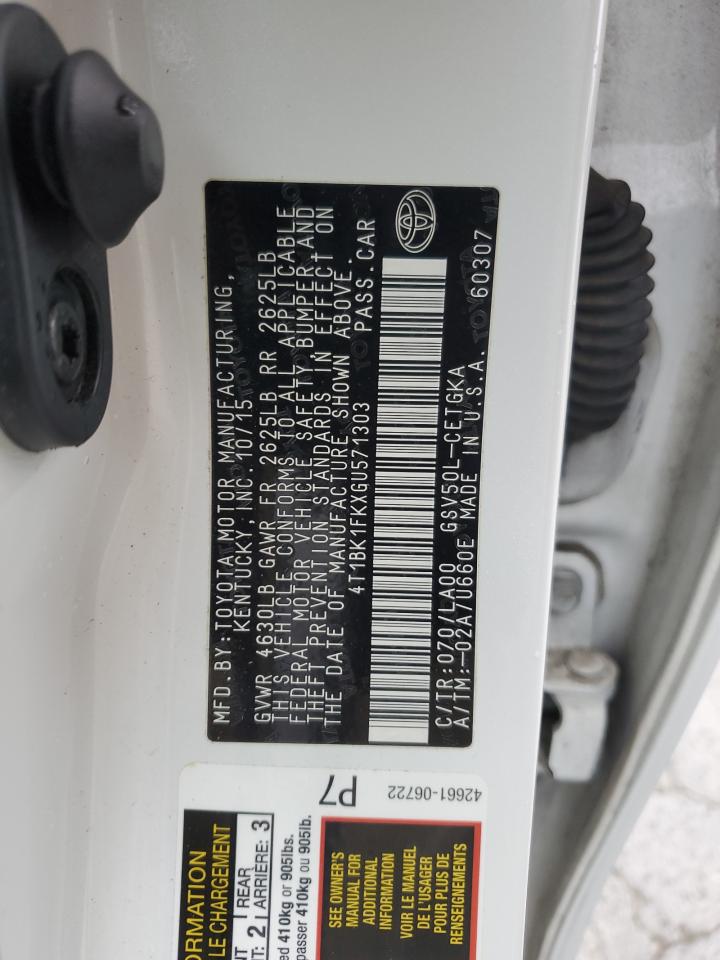 MFD.BY:TOYOTA MOTOR MANUFACTURING,
KENTUCKY, INC. 10/15
GVWR 4630LB GAWR FR 2625LB RR 2625LB
THIS VEHICLE CONFORMS TO ALL APPLICABLE
FEDERAL MOTOR VEHICLE SAFETY, BUMPER, AND
THEFT PREVENTION STANDARDS IN EFFECT ON
THE DATE OF MANUFACTURE SHOWN ABOVE.
4T1BK1FKXGU571303 PASS.CAR
C/TR:070/LA00 GSV50L-CETGKA
A/TM:-02A/U660E MADE IN U.S.A. 60307
P7
42661-06722
ORMATION
LE CHARGEMENT
NT 2 REAR 3
NT: ARRIÈRE:
ed 410kg or 905lbs.
passer 410kg ou 905lb.
SEE OWNER'S
MANUAL FOR
ADDITIONAL
INFORMATION
VOIR LE MANUEL
DE L'USAGER
POUR PLUS DE
RENSEIGNEMENTS